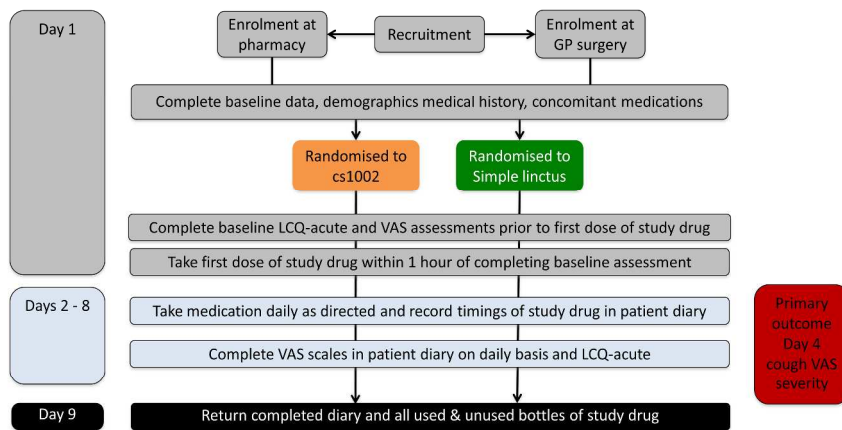 Day 1
Enrolment at
pharmacy
Recruitment
Enrolment at
GP surgery
Complete baseline data, demographics medical history, concomitant medications
Randomised to
cs1002
Randomised to
Simple linctus
Complete baseline LCQ-acute and VAS assessments prior to first dose of study drug
Take first dose of study drug within 1 hour of completing baseline assessment
Days 2 - 8
Take medication daily as directed and record timings of study drug in patient diary
Complete VAS scales in patient diary on daily basis and LCQ-acute
Primary
outcome
Day 4
cough VAS
severity
Day 9
Return completed diary and all used & unused bottles of study drug